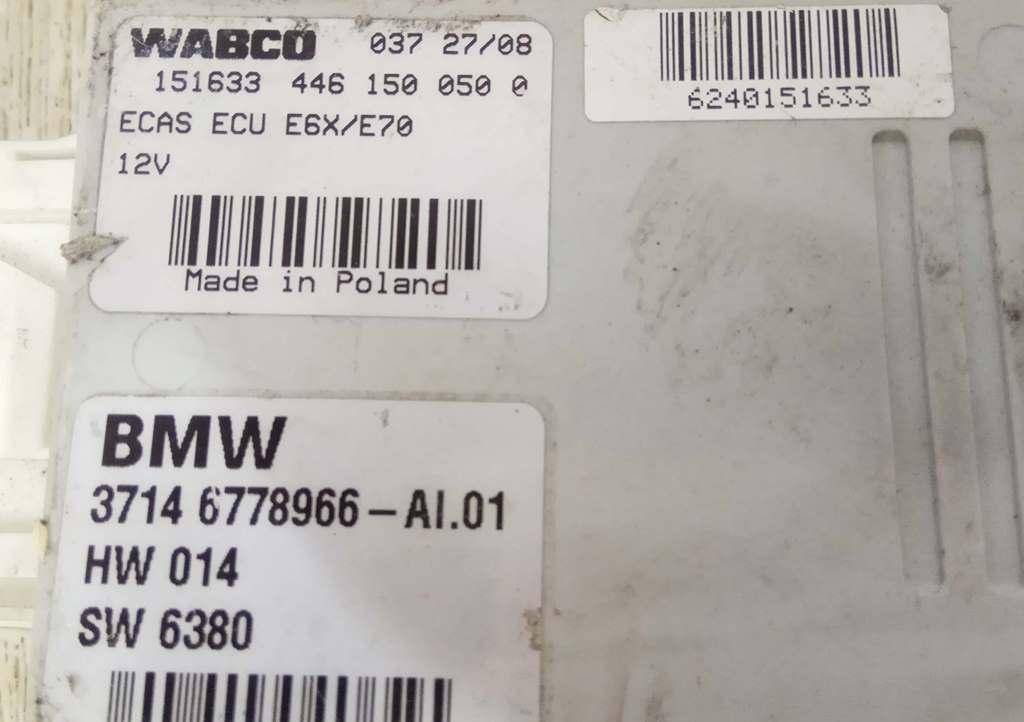 WABCO 037 27/08
151633 446 150 050 0
ECAS ECU E6X/E70
12V
Made in Poland
6240151633
BMW
3714 6778966-AI.01
HW 014
SW 6380